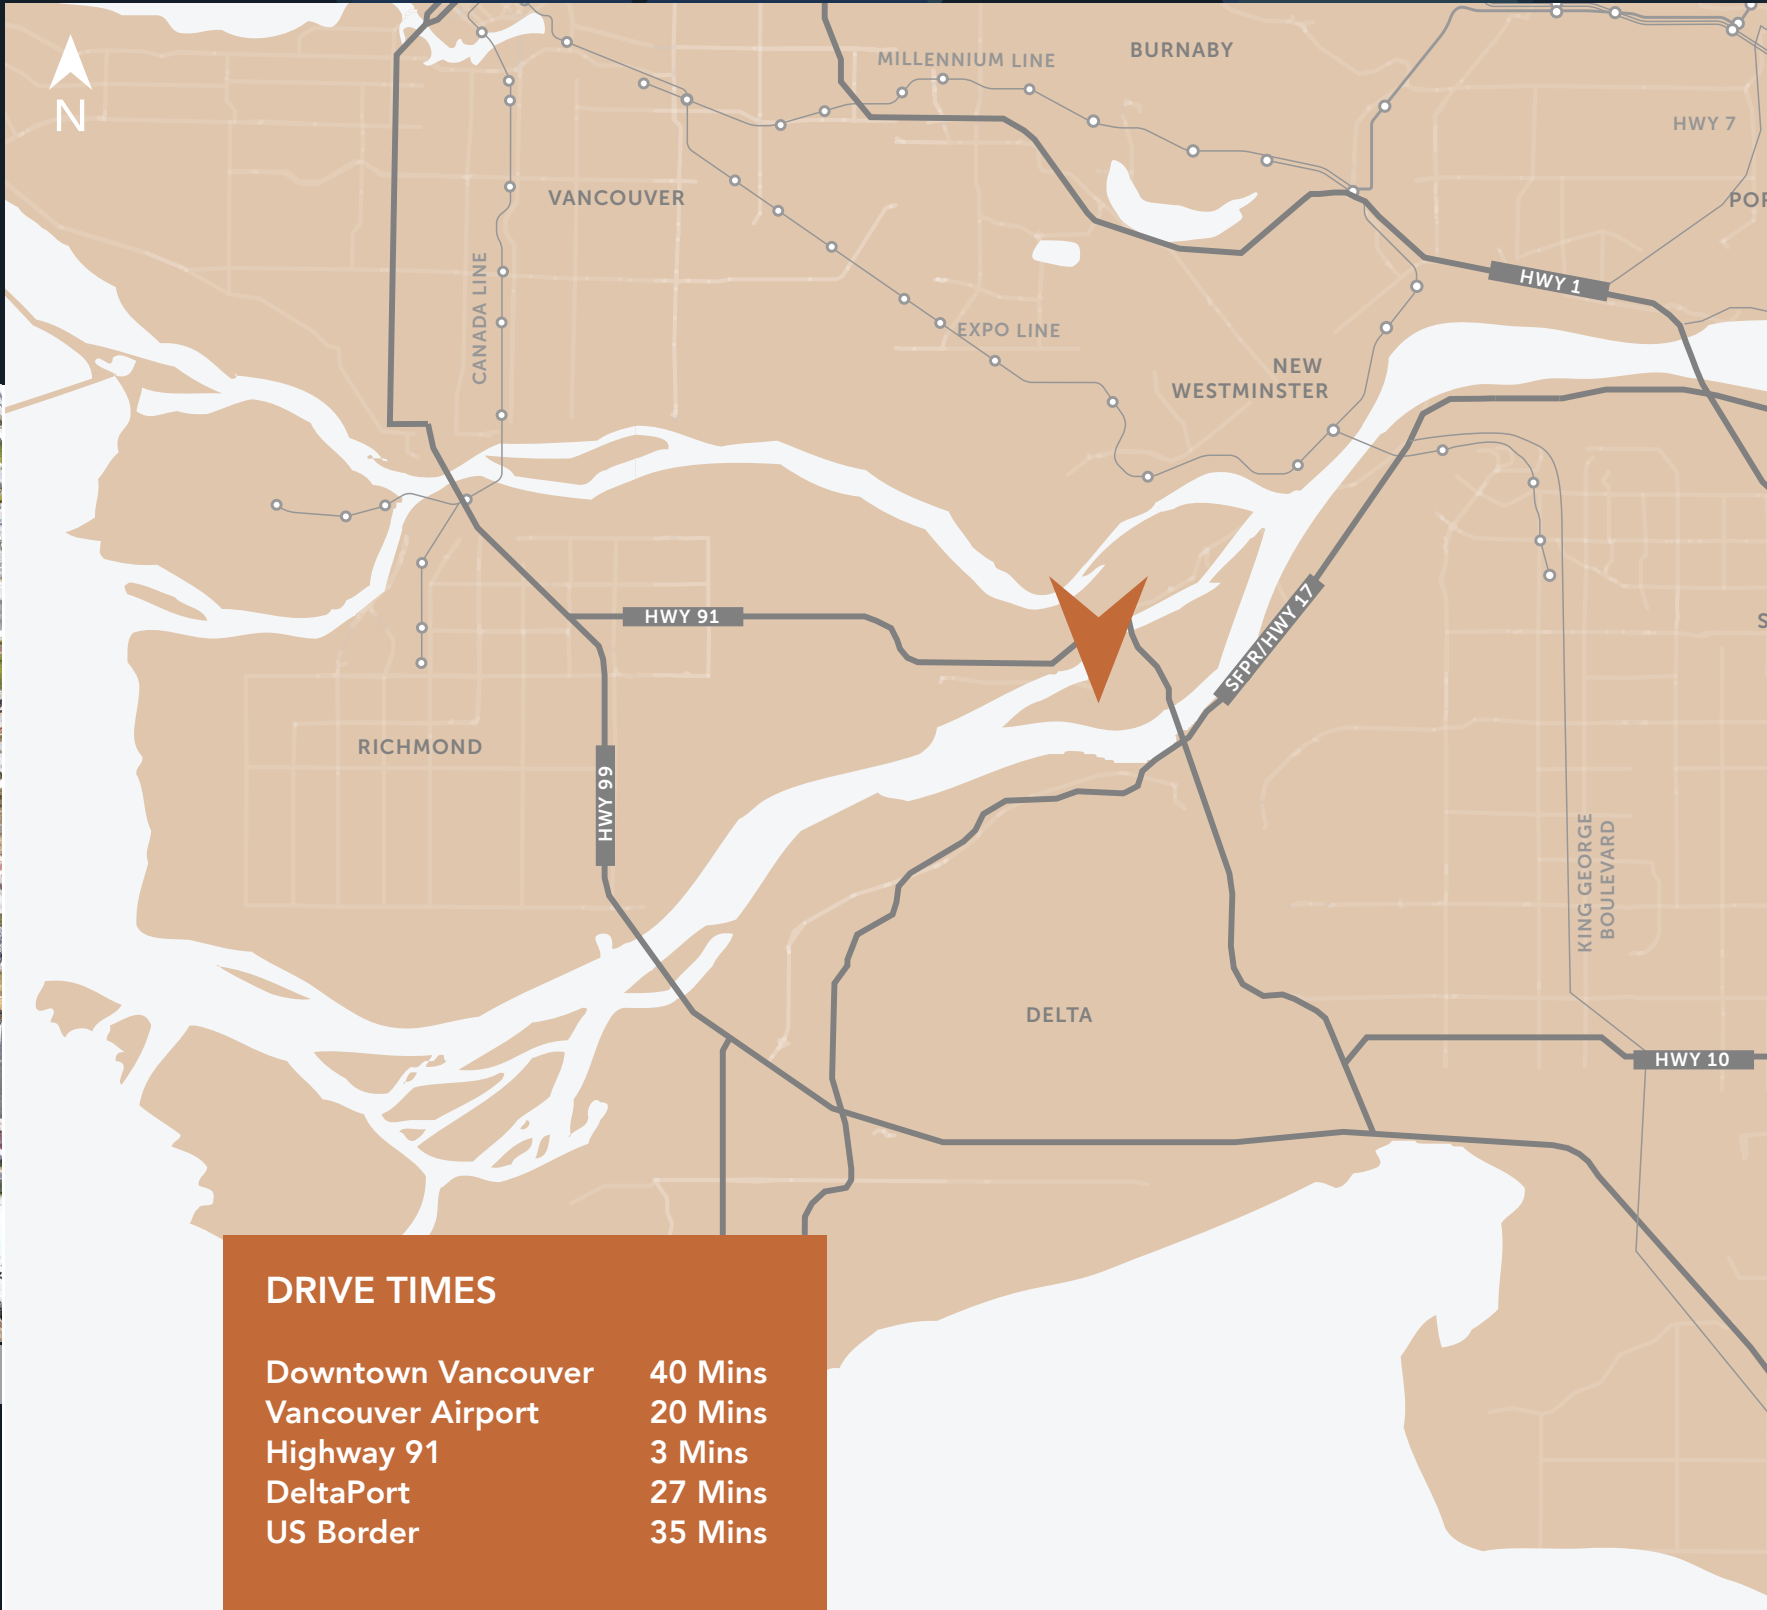 N
MILLENNIUM LINE
BURNABY
HWY 7
VANCOUVER
CANADA LINE
HWY 1
EXPO LINE
NEW
WESTMINSTER
HWY 91
SFPR/HWY 17
RICHMOND
HWY 99
KING GEORGE
BOULEVARD
DELTA
HWY 10
DRIVE TIMES
Downtown Vancouver 40 Mins
Vancouver Airport 20 Mins
Highway 91 3 Mins
DeltaPort 27 Mins
US Border 35 Mins